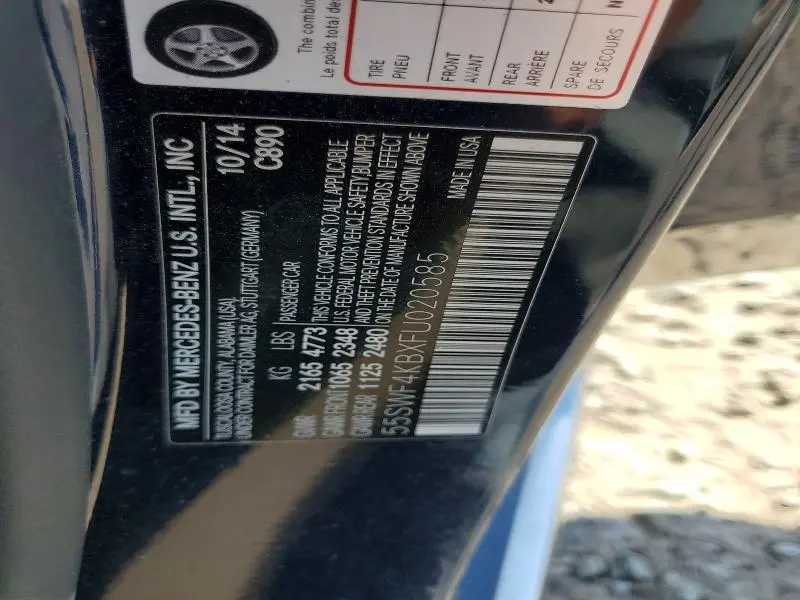 The combin
Le poids total de
TIRE
PNEU
FRONT
AVANT
REAR
ARRIÈRE
SPARE
DE SECOURS
MFD BY MERCEDES-BENZ U.S. INTL., INC
TUSCALOOSA COUNTY, ALABAMA (USA) 10/14
UNDER CONTRACT FOR DAIMLER AG, STUTTGART (GERMANY) C890
KG LBS PASSENGER CAR
GVWR 2165 4773 THIS VEHICLE CONFORMS TO ALL APPLICABLE
GAWR FRONT 1065 2348 U.S. FEDERAL MOTOR VEHICLE SAFETY, BUMPER
GAWR REAR 1125 2480 AND THEFT PREVENTION STANDARDS IN EFFECT
ON THE DATE OF MANUFACTURE SHOWN ABOVE
55SWF4KBXFU020585 MADE IN USA